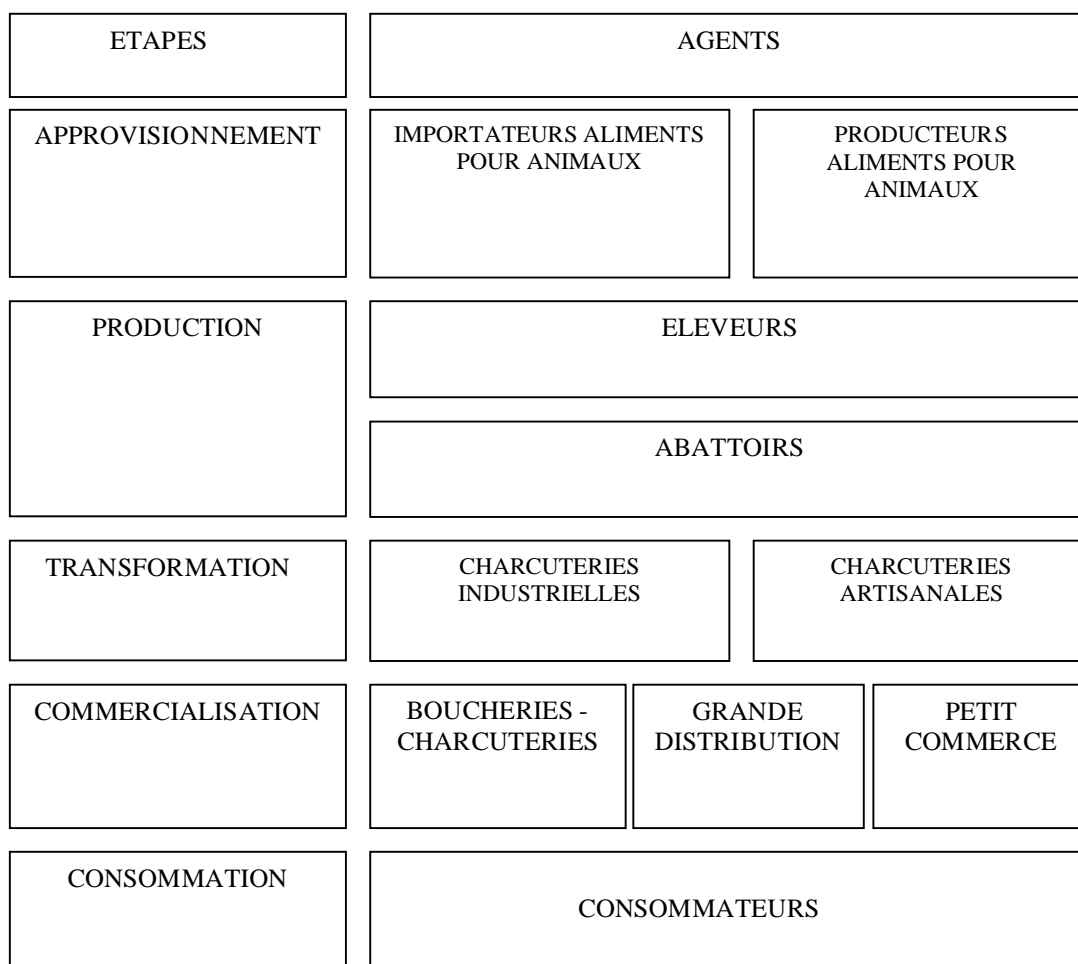 ETAPES
AGENTS
APPROVISIONNEMENT
IMPORTATEURS ALIMENTS
POUR ANIMAUX
PRODUCTEURS
ALIMENTS POUR
ANIMAUX
PRODUCTION
ELEVEURS
ABATTOIRS
TRANSFORMATION
CHARCUTERIES
INDUSTRIELLES
CHARCUTERIES
ARTISANALES
COMMERCIALISATION
BOUCHERIES -
CHARCUTERIES
GRANDE
DISTRIBUTION
PETIT
COMMERCE
CONSOMMATION
CONSOMMATEURS